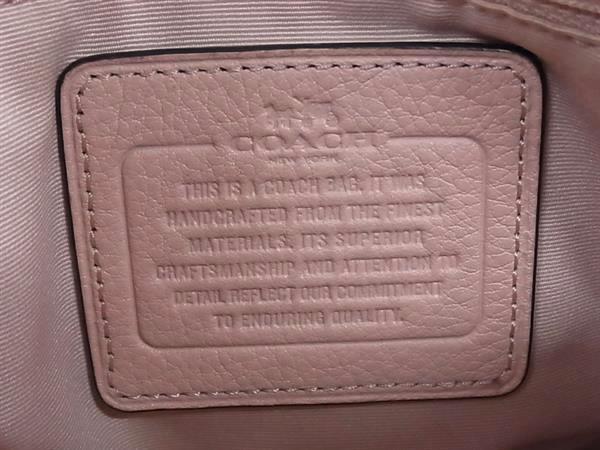 COACH
NEW YORK
THIS IS A COACH BAG. IT WAS
HANDCRAFTED FROM THE FINEST
MATERIALS. ITS SUPERIOR
CRAFTSMANSHIP AND ATTENTION TO
DETAIL REFLECT OUR COMMITMENT
TO ENDURING QUALITY.